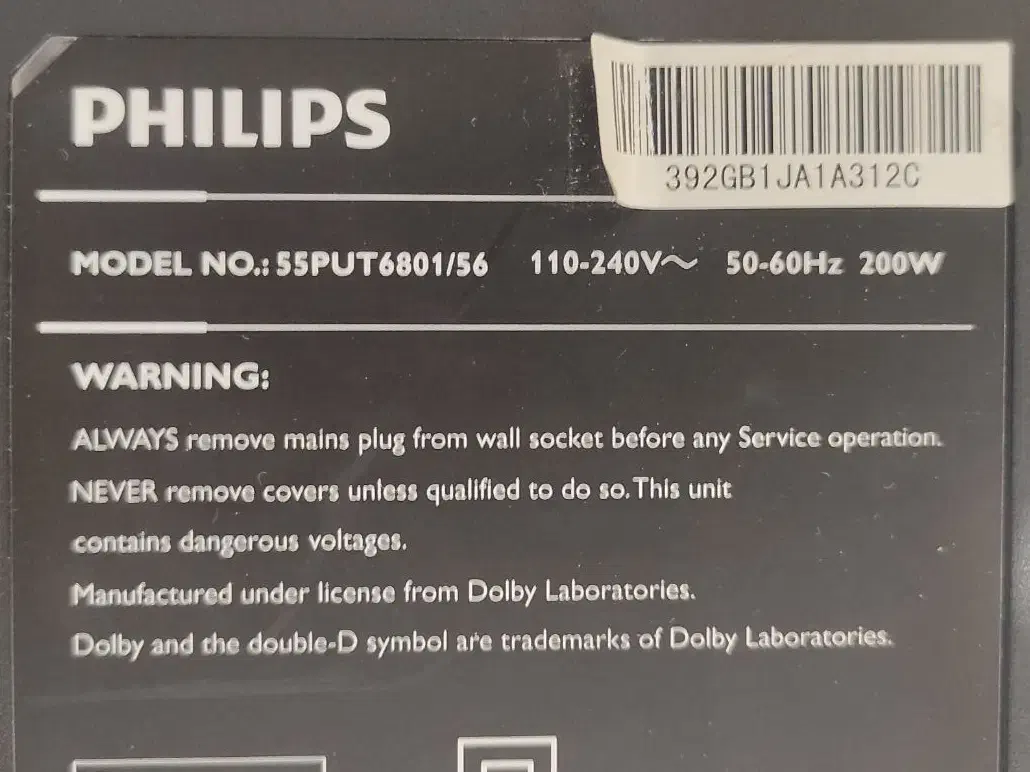 PHILIPS
392GB1JA1A312C
MODEL NO.: 55PUT6801/56 110-240V~ 50-60Hz 200W
WARNING:
ALWAYS remove mains plug from wall socket before any Service operation.
NEVER remove covers unless qualified to do so. This unit
contains dangerous voltages.
Manufactured under license from Dolby Laboratories.
Dolby and the double-D symbol are trademarks of Dolby Laboratories.